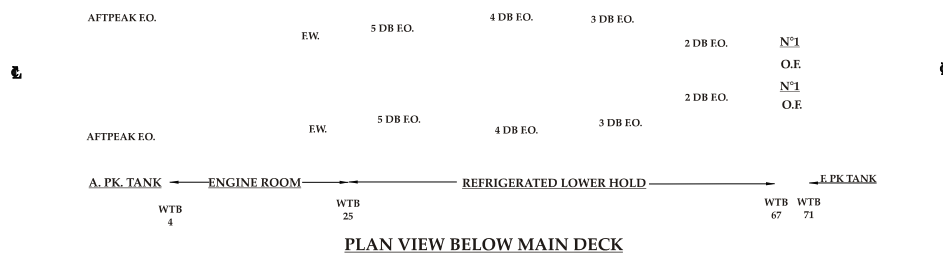 AFTPEAK F.O.
F.W.
5 DB F.O.
4 DB F.O.
3 DB F.O.
2 DB F.O.
N°1
O.F.
℄
2 DB F.O.
N°1
O.F.
AFTPEAK F.O.
F.W.
5 DB F.O.
4 DB F.O.
3 DB F.O.
A. PK. TANK
ENGINE ROOM
REFRIGERATED LOWER HOLD
F. PK TANK
WTB
4
WTB
25
WTB
67
WTB
71
PLAN VIEW BELOW MAIN DECK